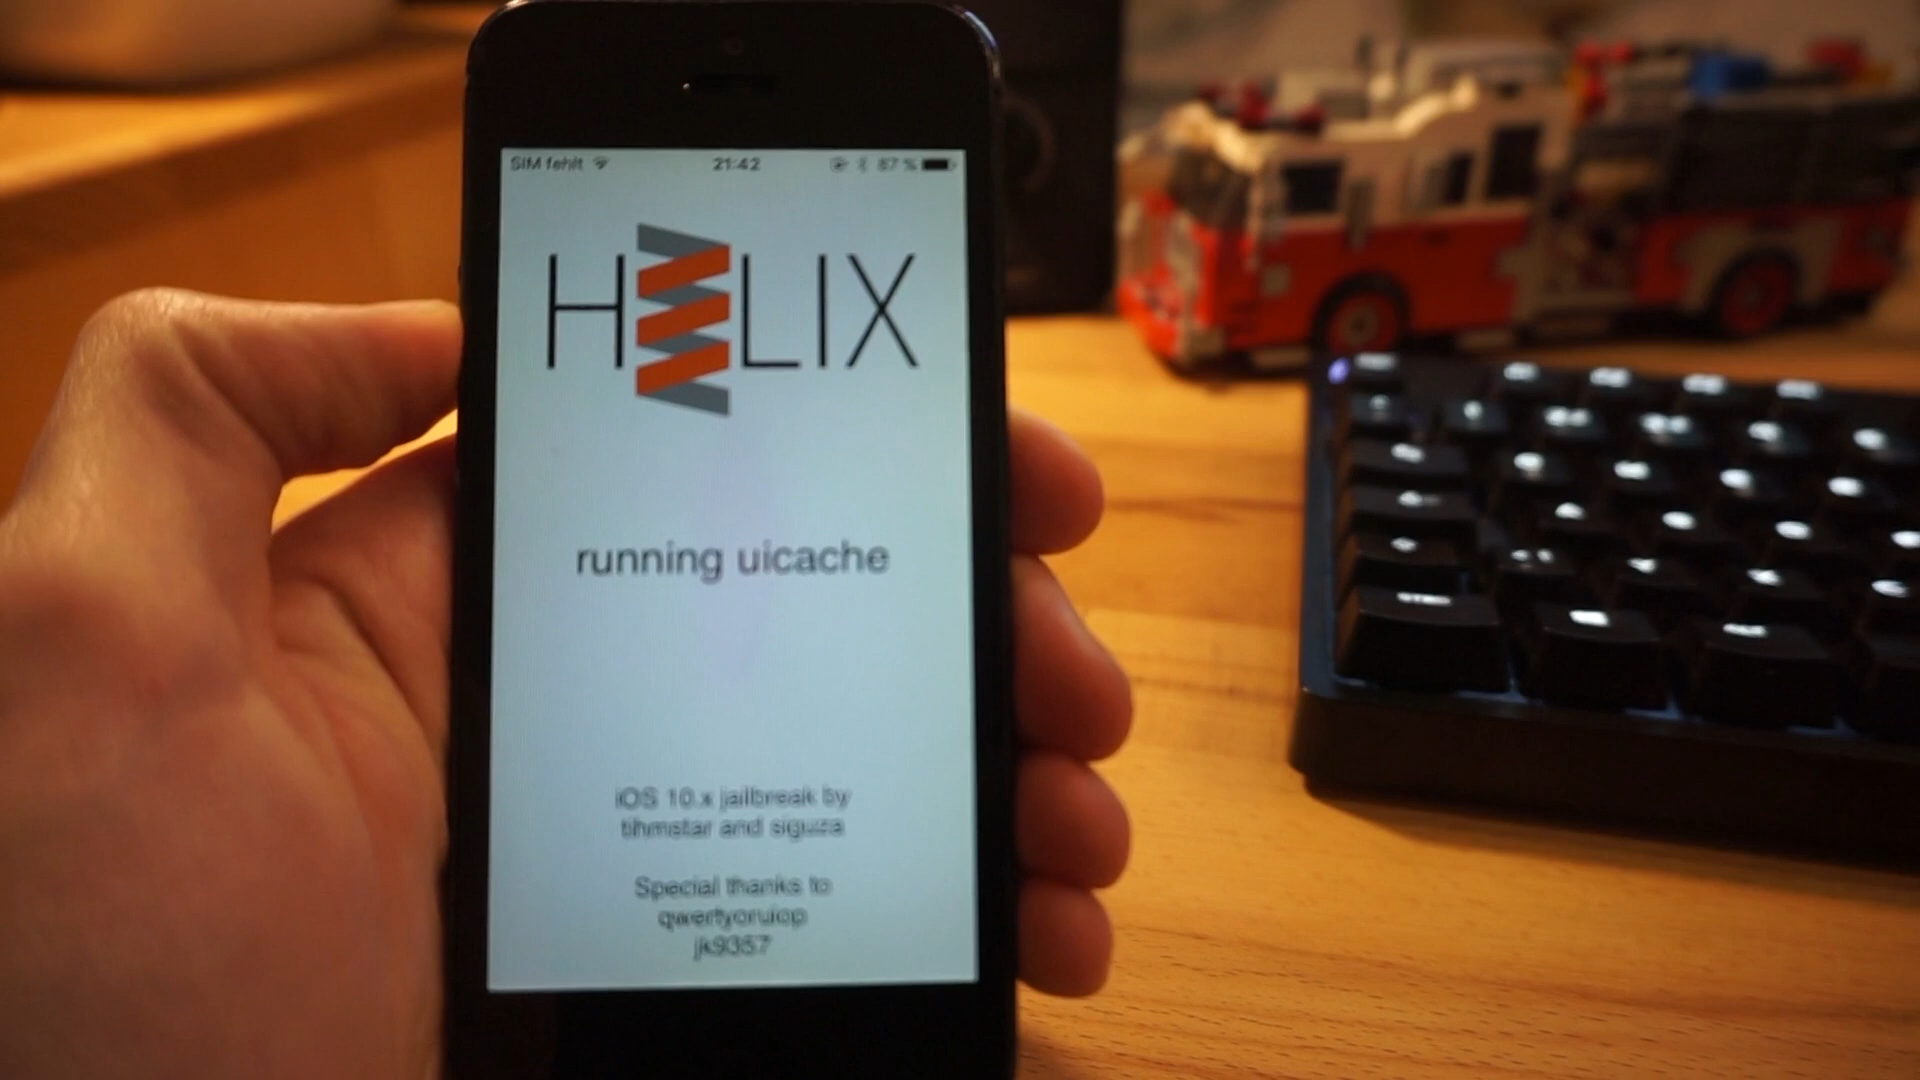 SIM fehlt 21:42 87 %
HELIX
running uicache
iOS 10.x jailbreak by
tihmstar and siguza
Special thanks to
qwertyoruiop
jk9357